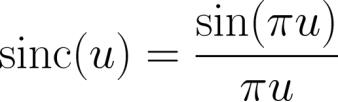 sinc(u) = sin(πu) / πu